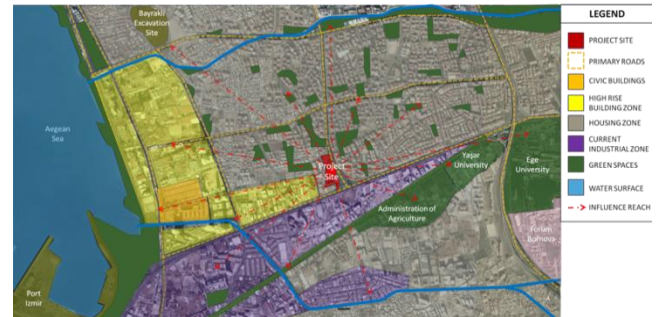 Bayraklı
Excavation
Site
Aegean
Sea
Project
Site
Yaşar
University
Ege
University
Administration of
Agriculture
Forum
Bornova
Port
Izmir
LEGEND
PROJECT SITE
PRIMARY ROADS
CIVIC BUILDINGS
HIGH RISE
BUILDING ZONE
HOUSING ZONE
CURRENT
INDUSTRIAL ZONE
GREEN SPACES
WATER SURFACE
INFLUENCE REACH